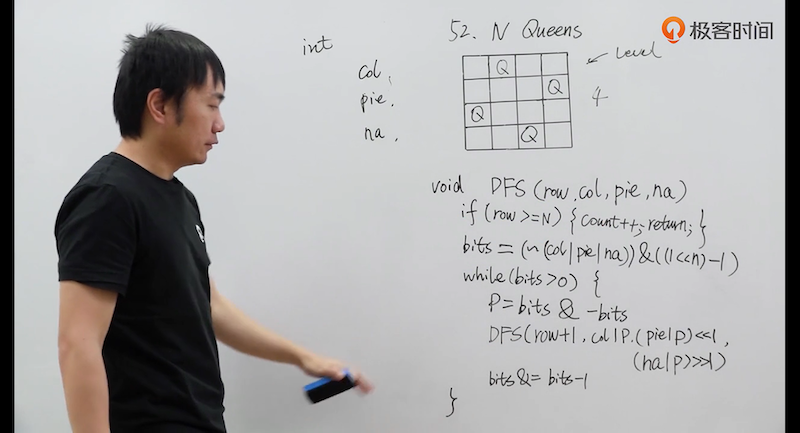 极客时间
52. N Queens
int
col,
pie.
na,
Level
Q
Q
4
Q
Q
void DFS(row,col,pie,na)
if(row>=N) {count++; return;}
bits=(~(col|pie|na))&((1<<n)-1)
while(bits>0) {
P=bits & -bits
DFS(row+1, col|P, (pie|p)<<1,
(na|p)>>1)
bits&= bits-1
}